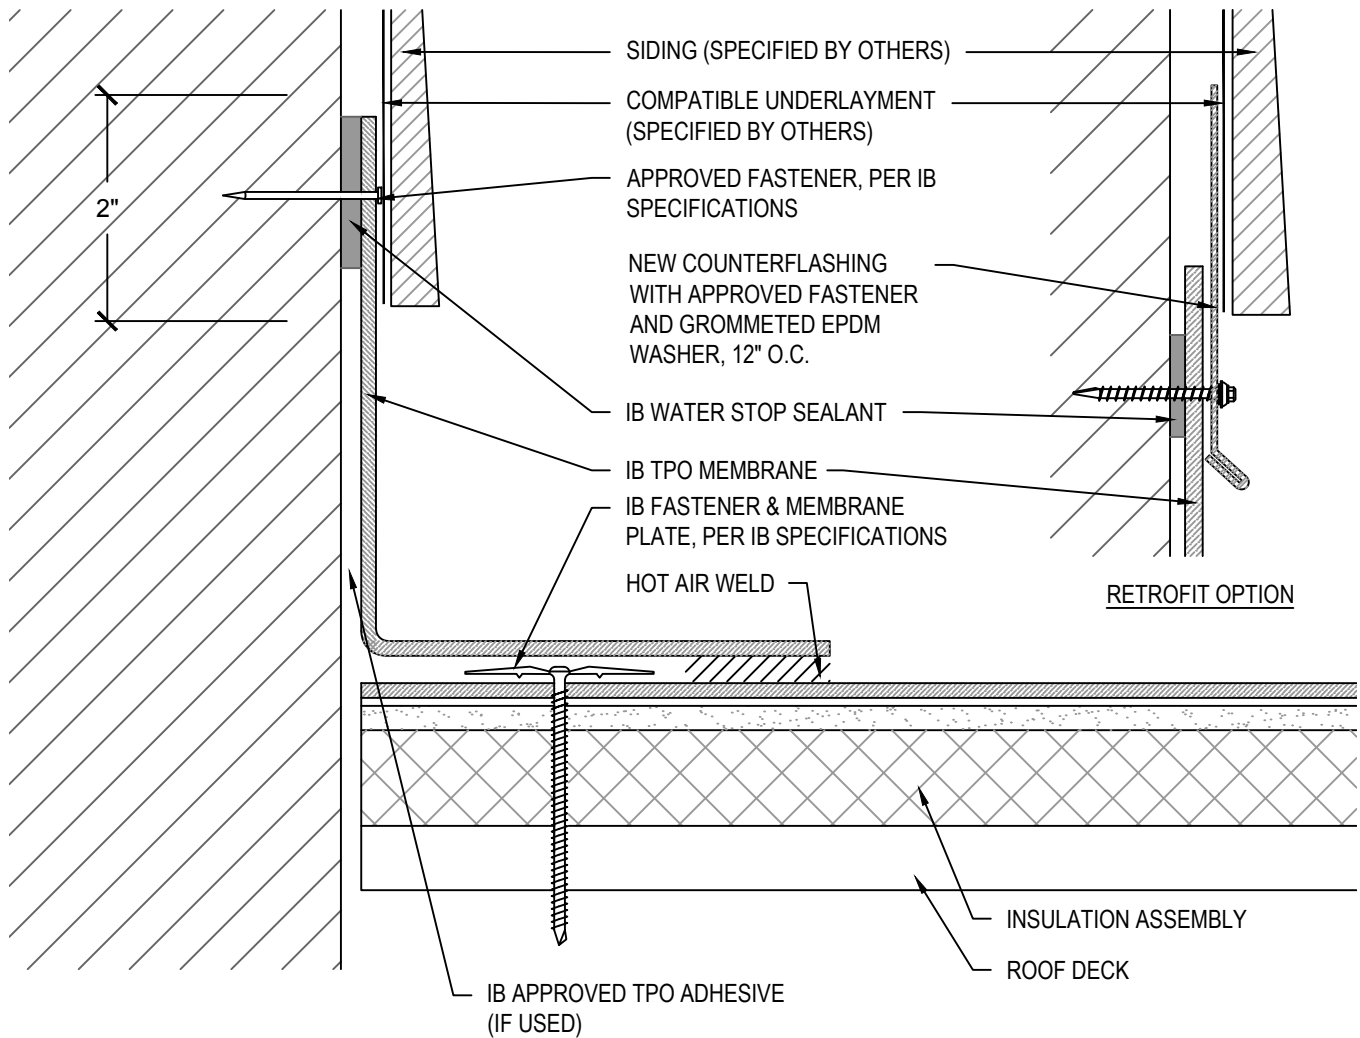 SIDING (SPECIFIED BY OTHERS)
COMPATIBLE UNDERLAYMENT
(SPECIFIED BY OTHERS)
APPROVED FASTENER, PER IB
SPECIFICATIONS
2"
NEW COUNTERFLASHING
WITH APPROVED FASTENER
AND GROMMETED EPDM
WASHER, 12" O.C.
IB WATER STOP SEALANT
IB TPO MEMBRANE
IB FASTENER & MEMBRANE
PLATE, PER IB SPECIFICATIONS
HOT AIR WELD
RETROFIT OPTION
INSULATION ASSEMBLY
ROOF DECK
IB APPROVED TPO ADHESIVE
(IF USED)